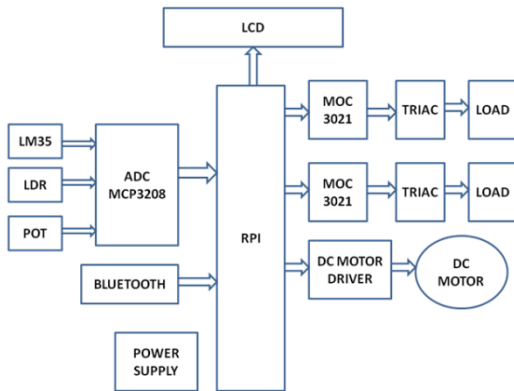 LCD
LM35
LDR
POT
ADC
MCP3208
BLUETOOTH
POWER
SUPPLY
RPI
MOC
3021
TRIAC
LOAD
MOC
3021
TRIAC
LOAD
DC MOTOR
DRIVER
DC
MOTOR